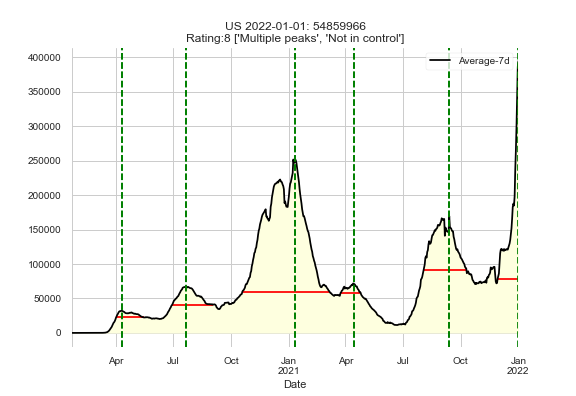 US 2022-01-01: 54859966
Rating:8 ['Multiple peaks', 'Not in control']
Average-7d
400000
350000
300000
250000
200000
150000
100000
50000
0
Apr Jul Oct Jan Apr Jul Oct Jan
2021 2022
Date